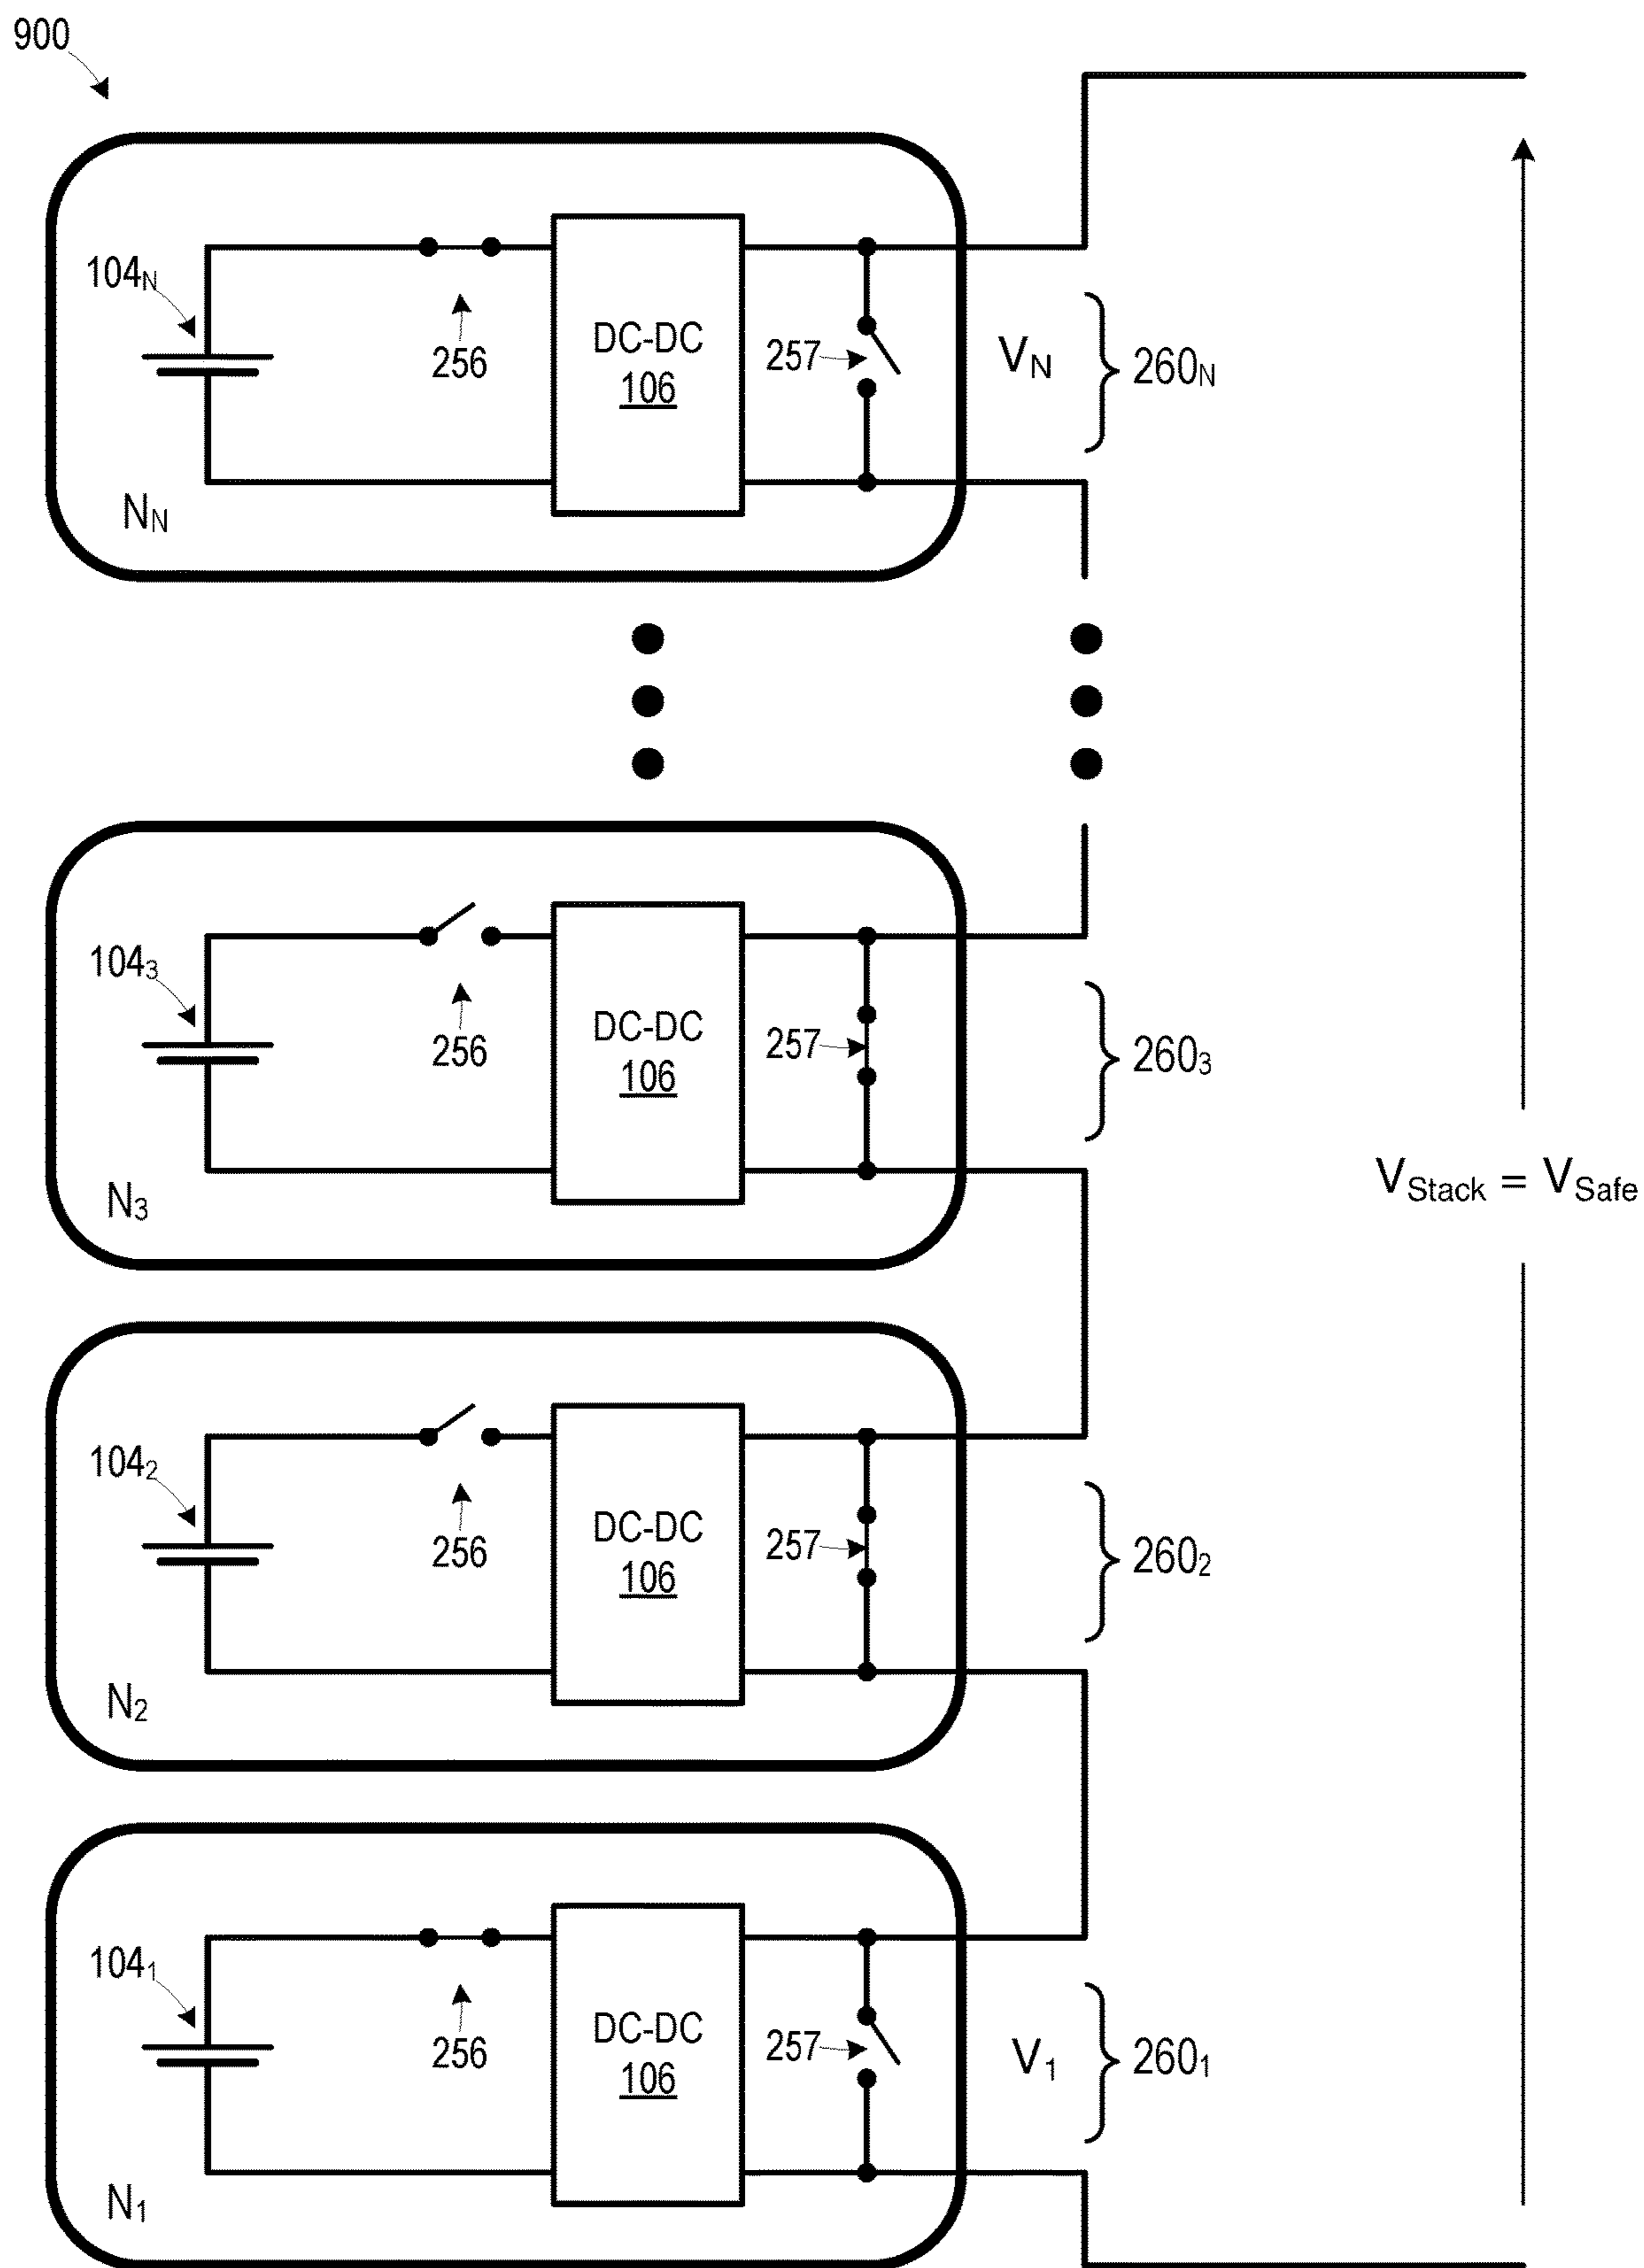 900
104N
256
DC-DC
106
257
VN
260N
NN
1043
256
DC-DC
106
257
2603
N3
VStack = VSafe
1042
256
DC-DC
106
257
2602
N2
1041
256
DC-DC
106
257
V1
2601
N1